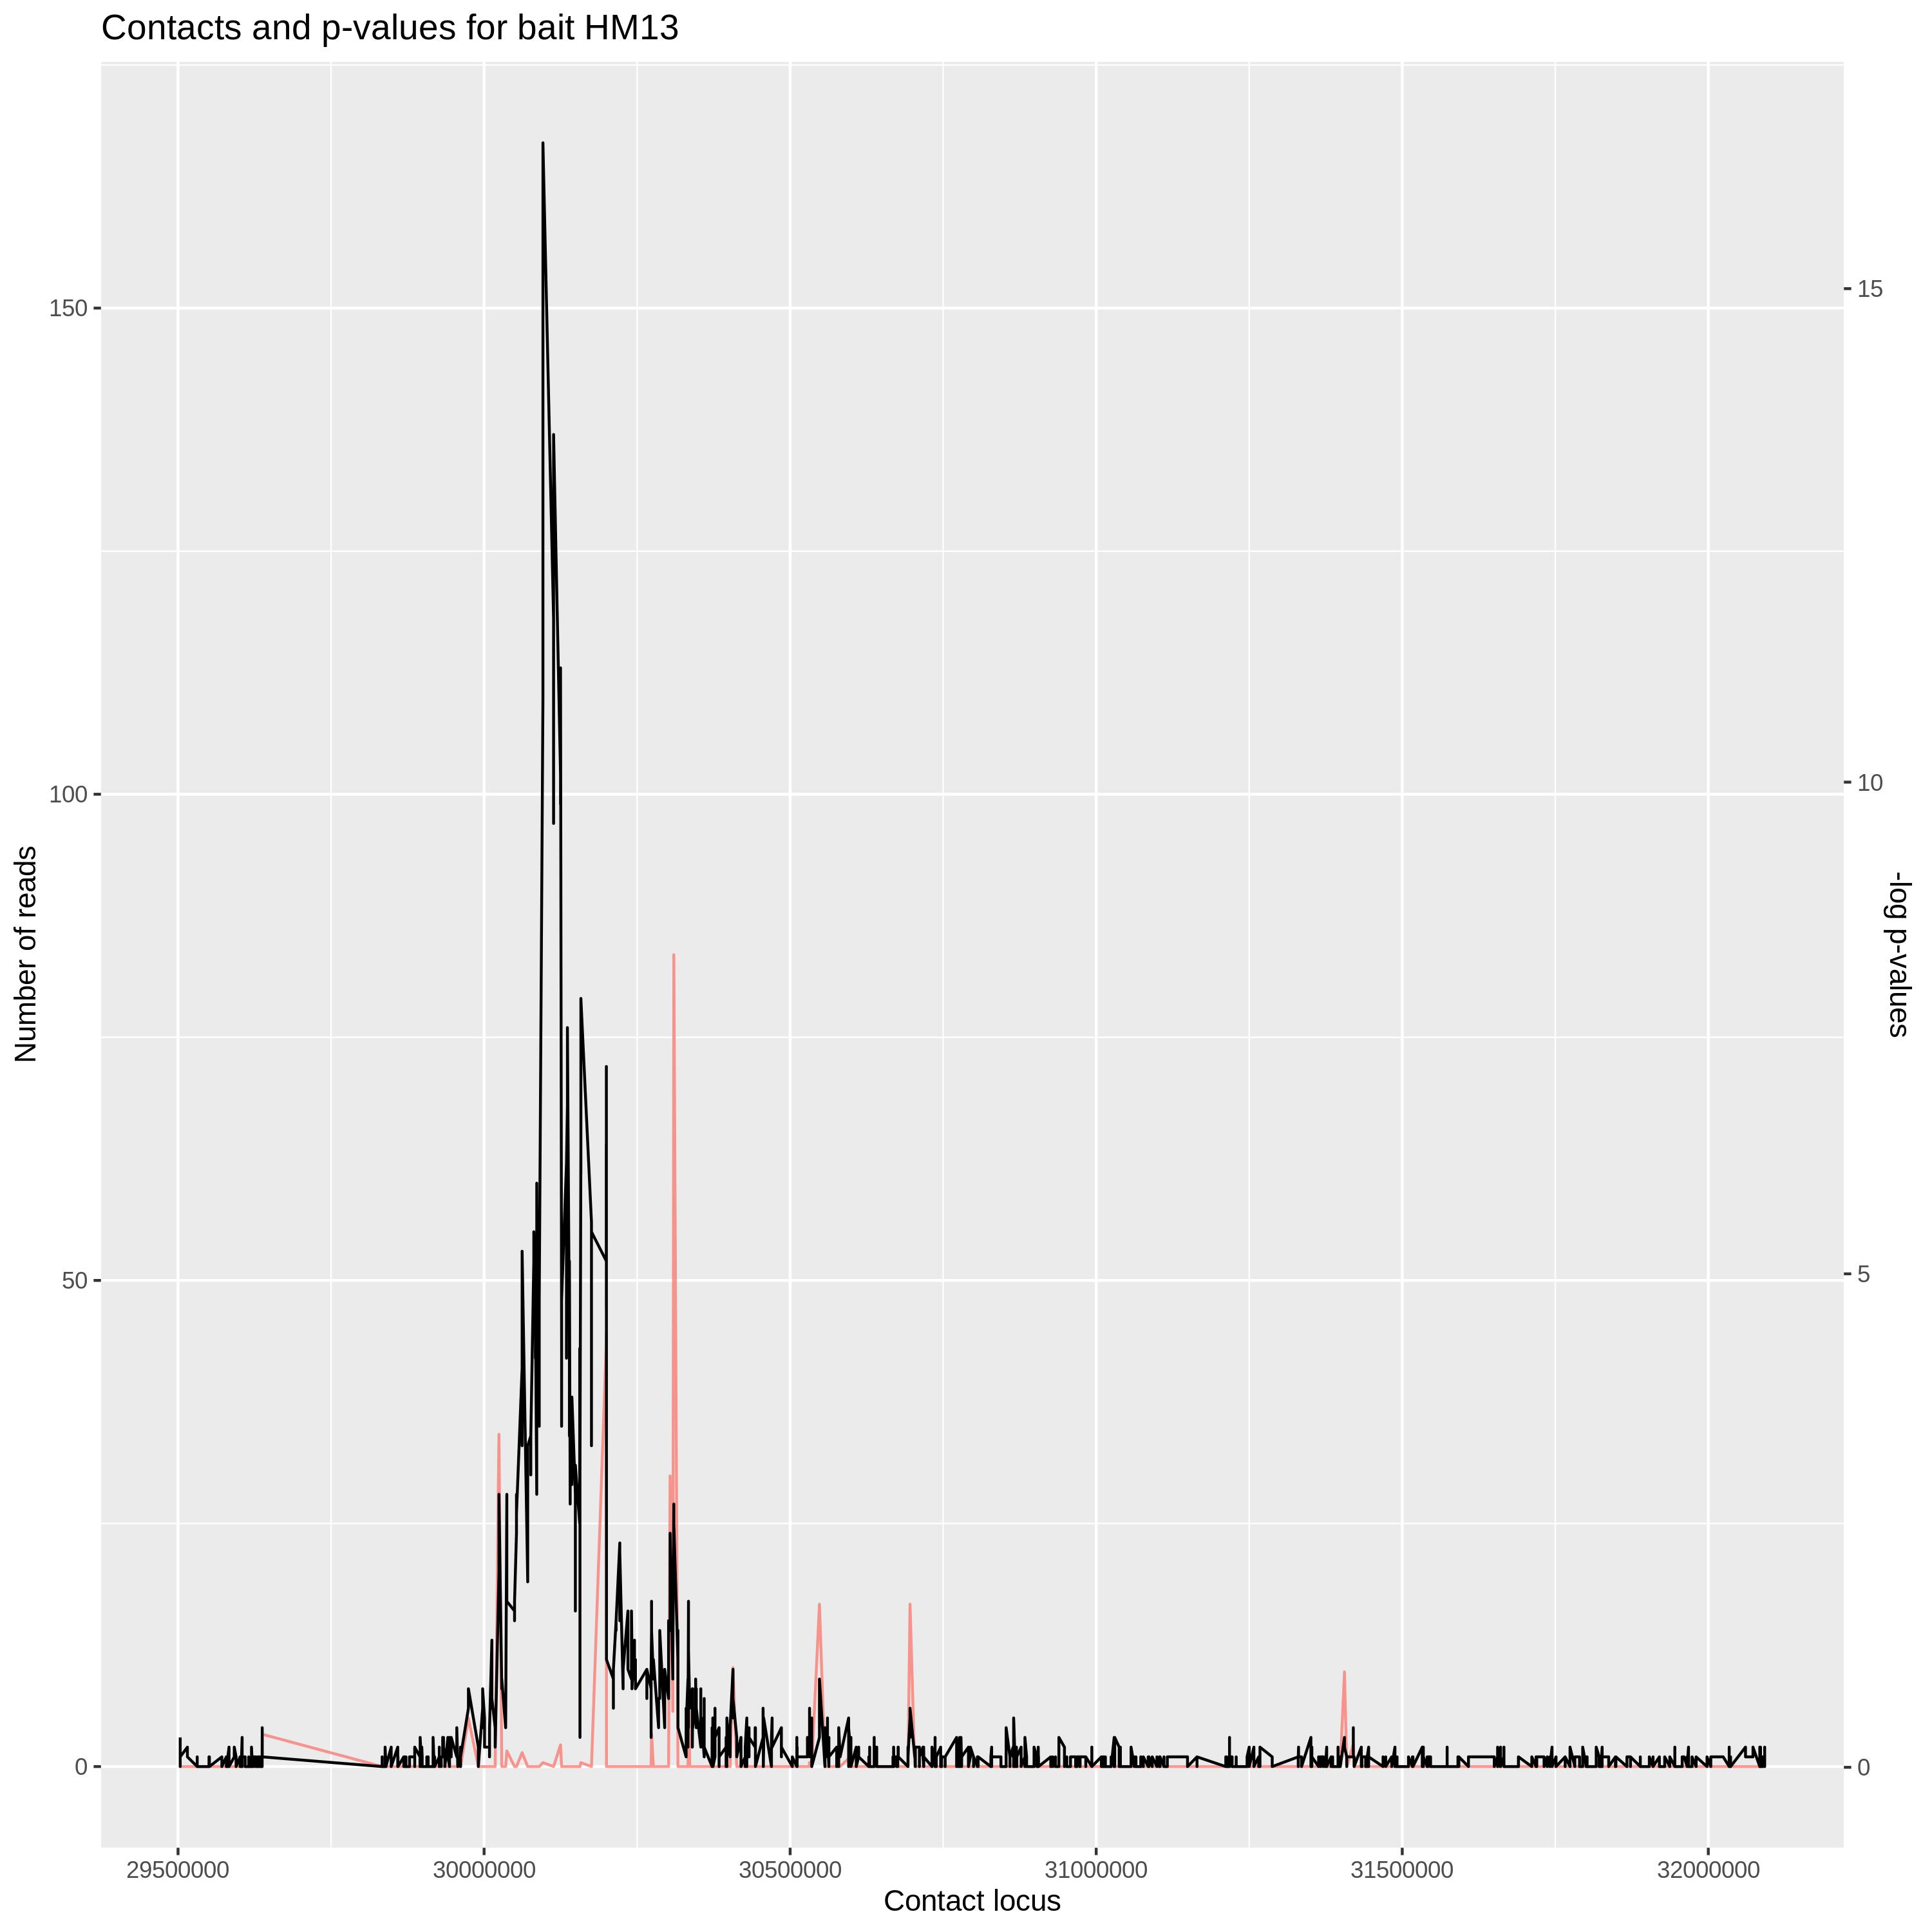 Contacts and p-values for bait HM13
Number of reads
150
100
50
0
15
10
5
0
-log p-values
29500000 30000000 30500000 31000000 31500000 32000000
Contact locus